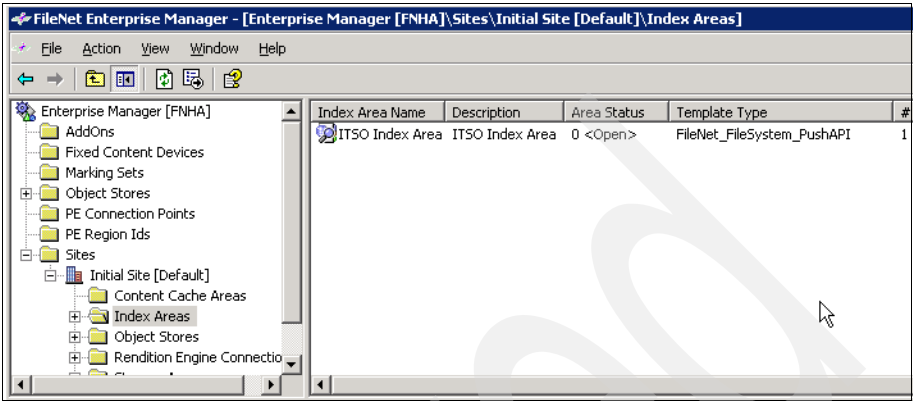 FileNet Enterprise Manager - [Enterprise Manager [FNHA]\Sites\Initial Site [Default]\Index Areas]
File Action View Window Help
Enterprise Manager [FNHA]
AddOns
Fixed Content Devices
Marking Sets
Object Stores
PE Connection Points
PE Region Ids
Sites
Initial Site [Default]
Content Cache Areas
Index Areas
Object Stores
Rendition Engine Connectio
Index Area Name Description Area Status Template Type #
ITSO Index Area ITSO Index Area 0 <Open> FileNet_FileSystem_PushAPI 1